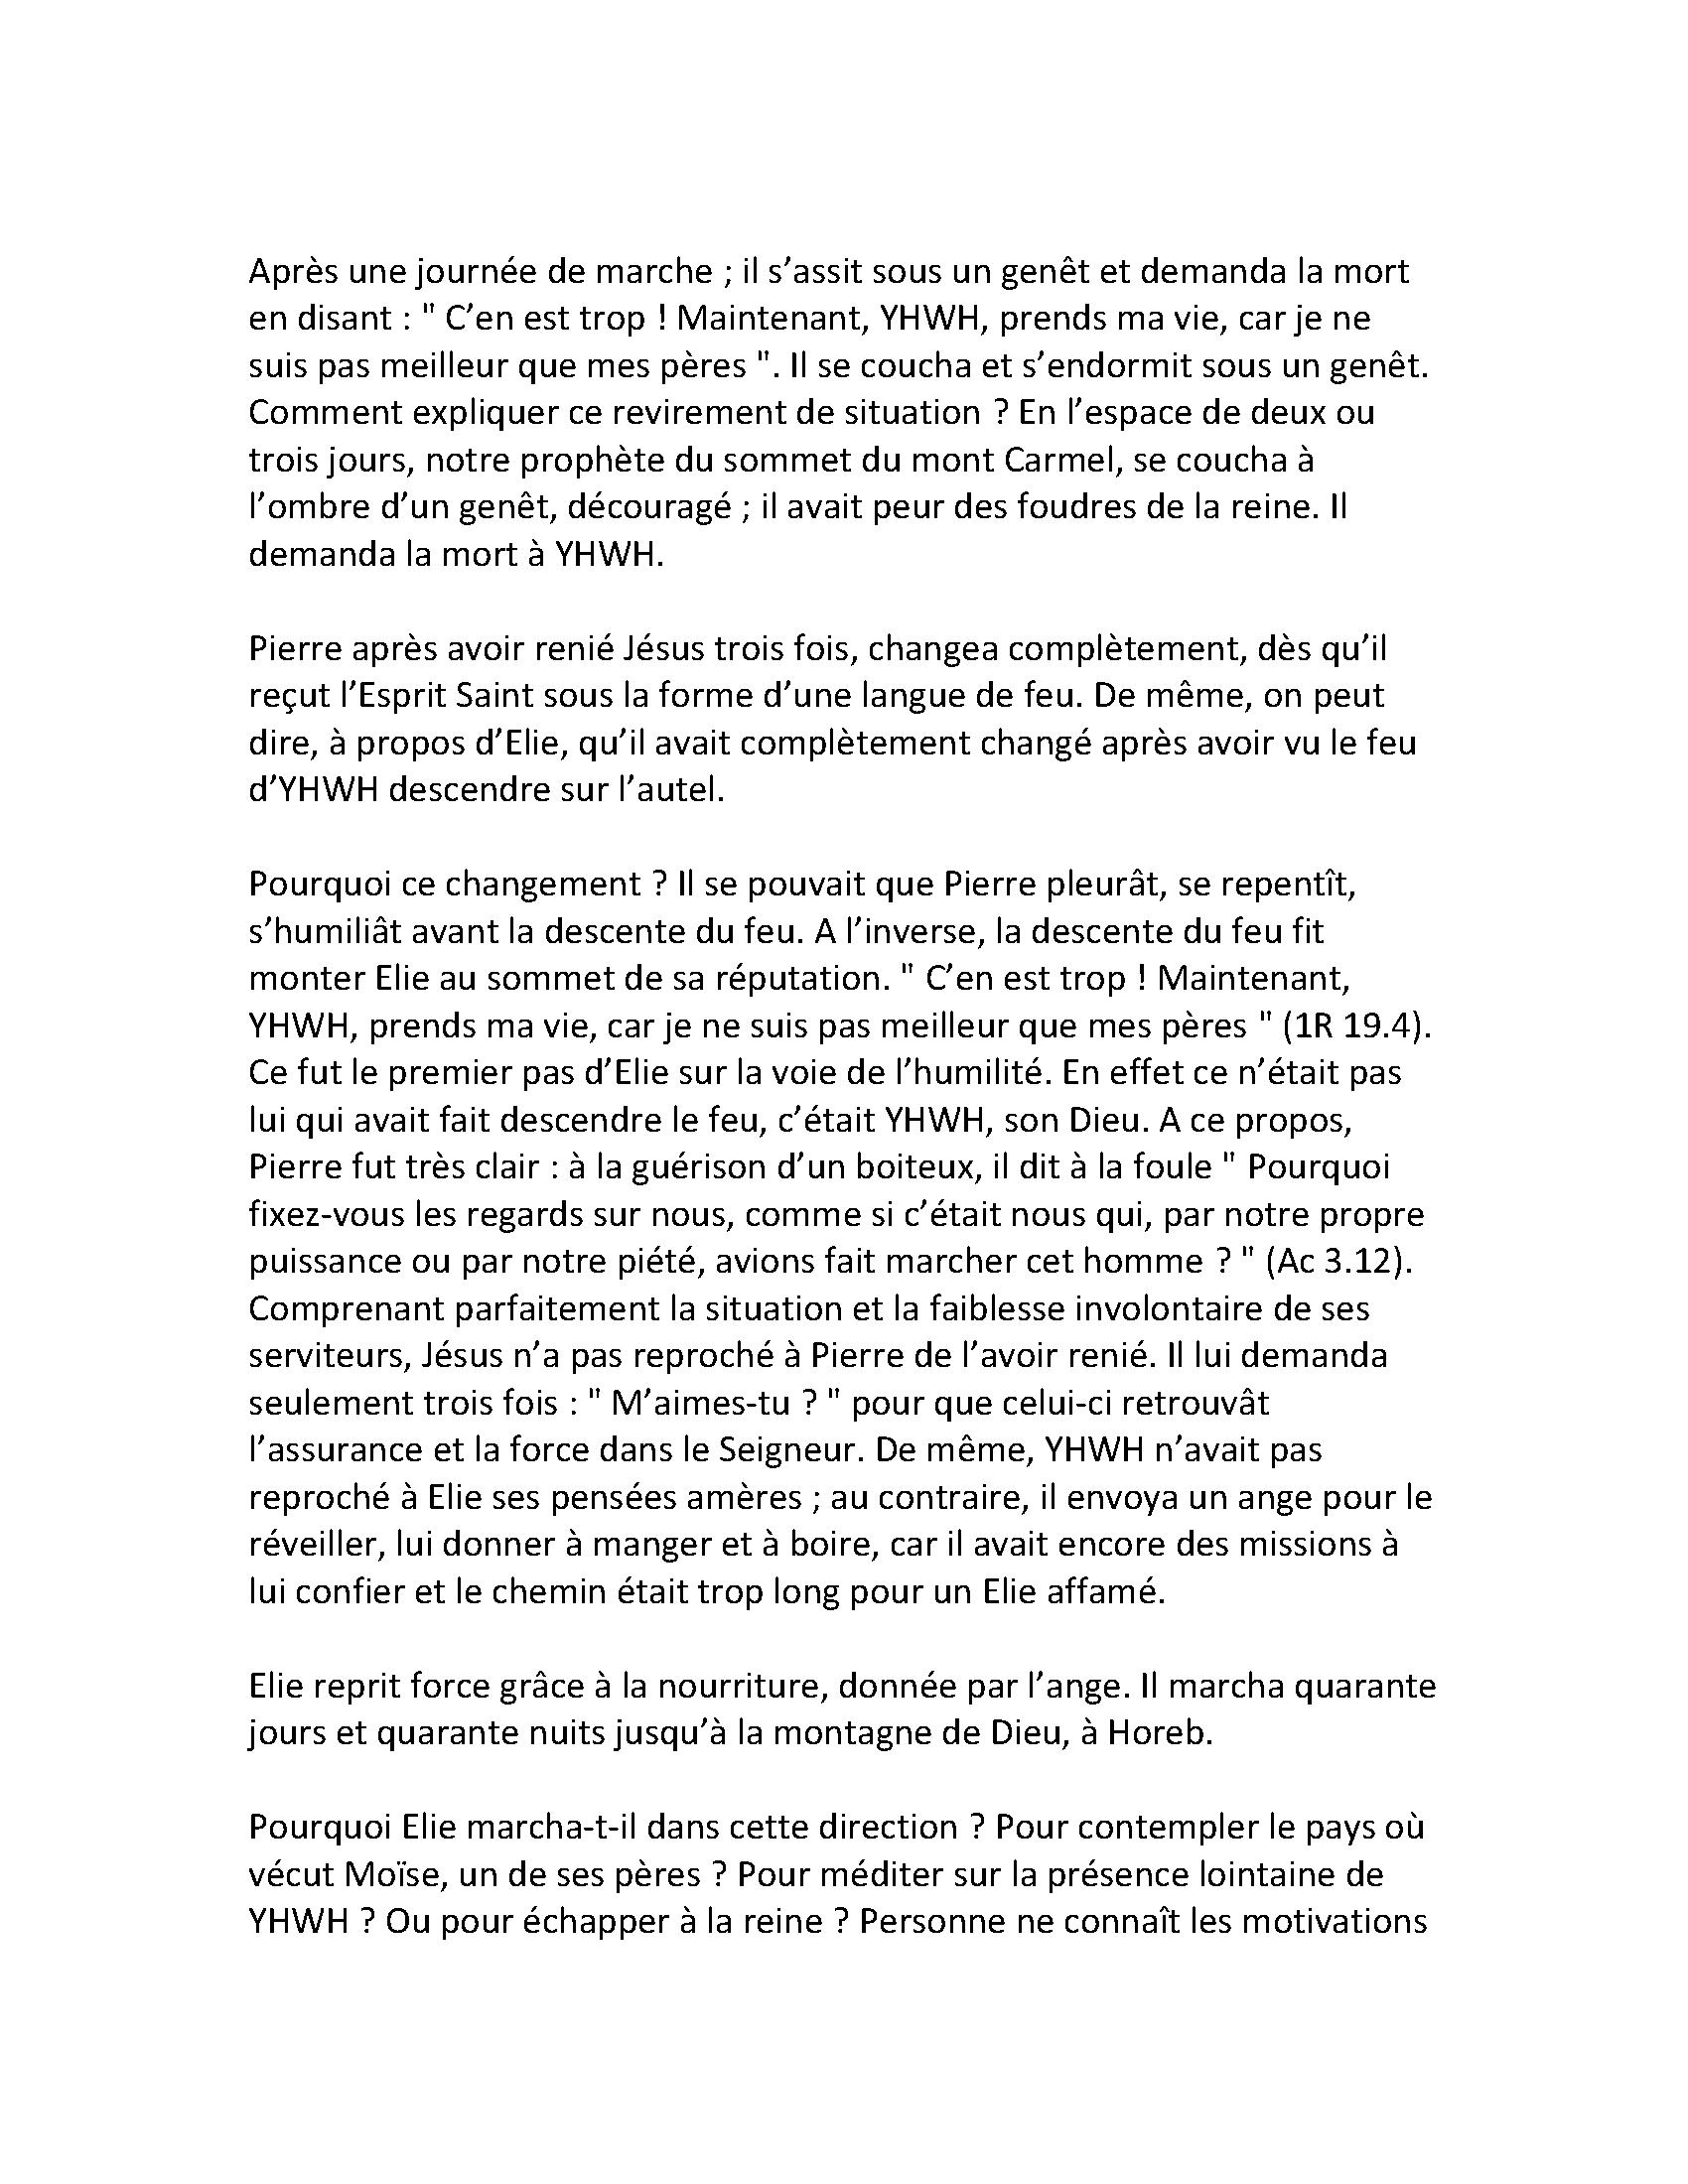 Après une journée de marche ; il s’assit sous un genêt et demanda la mort
en disant : " C’en est trop ! Maintenant, YHWH, prends ma vie, car je ne
suis pas meilleur que mes pères ". Il se coucha et s’endormit sous un genêt.
Comment expliquer ce revirement de situation ? En l’espace de deux ou
trois jours, notre prophète du sommet du mont Carmel, se coucha à
l’ombre d’un genêt, découragé ; il avait peur des foudres de la reine. Il
demanda la mort à YHWH.
Pierre après avoir renié Jésus trois fois, changea complètement, dès qu’il
reçut l’Esprit Saint sous la forme d’une langue de feu. De même, on peut
dire, à propos d’Elie, qu’il avait complètement changé après avoir vu le feu
d’YHWH descendre sur l’autel.
Pourquoi ce changement ? Il se pouvait que Pierre pleurât, se repentît,
s’humiliât avant la descente du feu. A l’inverse, la descente du feu fit
monter Elie au sommet de sa réputation. " C’en est trop ! Maintenant,
YHWH, prends ma vie, car je ne suis pas meilleur que mes pères " (1R 19.4).
Ce fut le premier pas d’Elie sur la voie de l’humilité. En effet ce n’était pas
lui qui avait fait descendre le feu, c’était YHWH, son Dieu. A ce propos,
Pierre fut très clair : à la guérison d’un boiteux, il dit à la foule " Pourquoi
fixez-vous les regards sur nous, comme si c’était nous qui, par notre propre
puissance ou par notre piété, avions fait marcher cet homme ? " (Ac 3.12).
Comprenant parfaitement la situation et la faiblesse involontaire de ses
serviteurs, Jésus n’a pas reproché à Pierre de l’avoir renié. Il lui demanda
seulement trois fois : " M’aimes-tu ? " pour que celui-ci retrouvât
l’assurance et la force dans le Seigneur. De même, YHWH n’avait pas
reproché à Elie ses pensées amères ; au contraire, il envoya un ange pour le
réveiller, lui donner à manger et à boire, car il avait encore des missions à
lui confier et le chemin était trop long pour un Elie affamé.
Elie reprit force grâce à la nourriture, donnée par l’ange. Il marcha quarante
jours et quarante nuits jusqu’à la montagne de Dieu, à Horeb.
Pourquoi Elie marcha-t-il dans cette direction ? Pour contempler le pays où
vécut Moïse, un de ses pères ? Pour méditer sur la présence lointaine de
YHWH ? Ou pour échapper à la reine ? Personne ne connaît les motivations